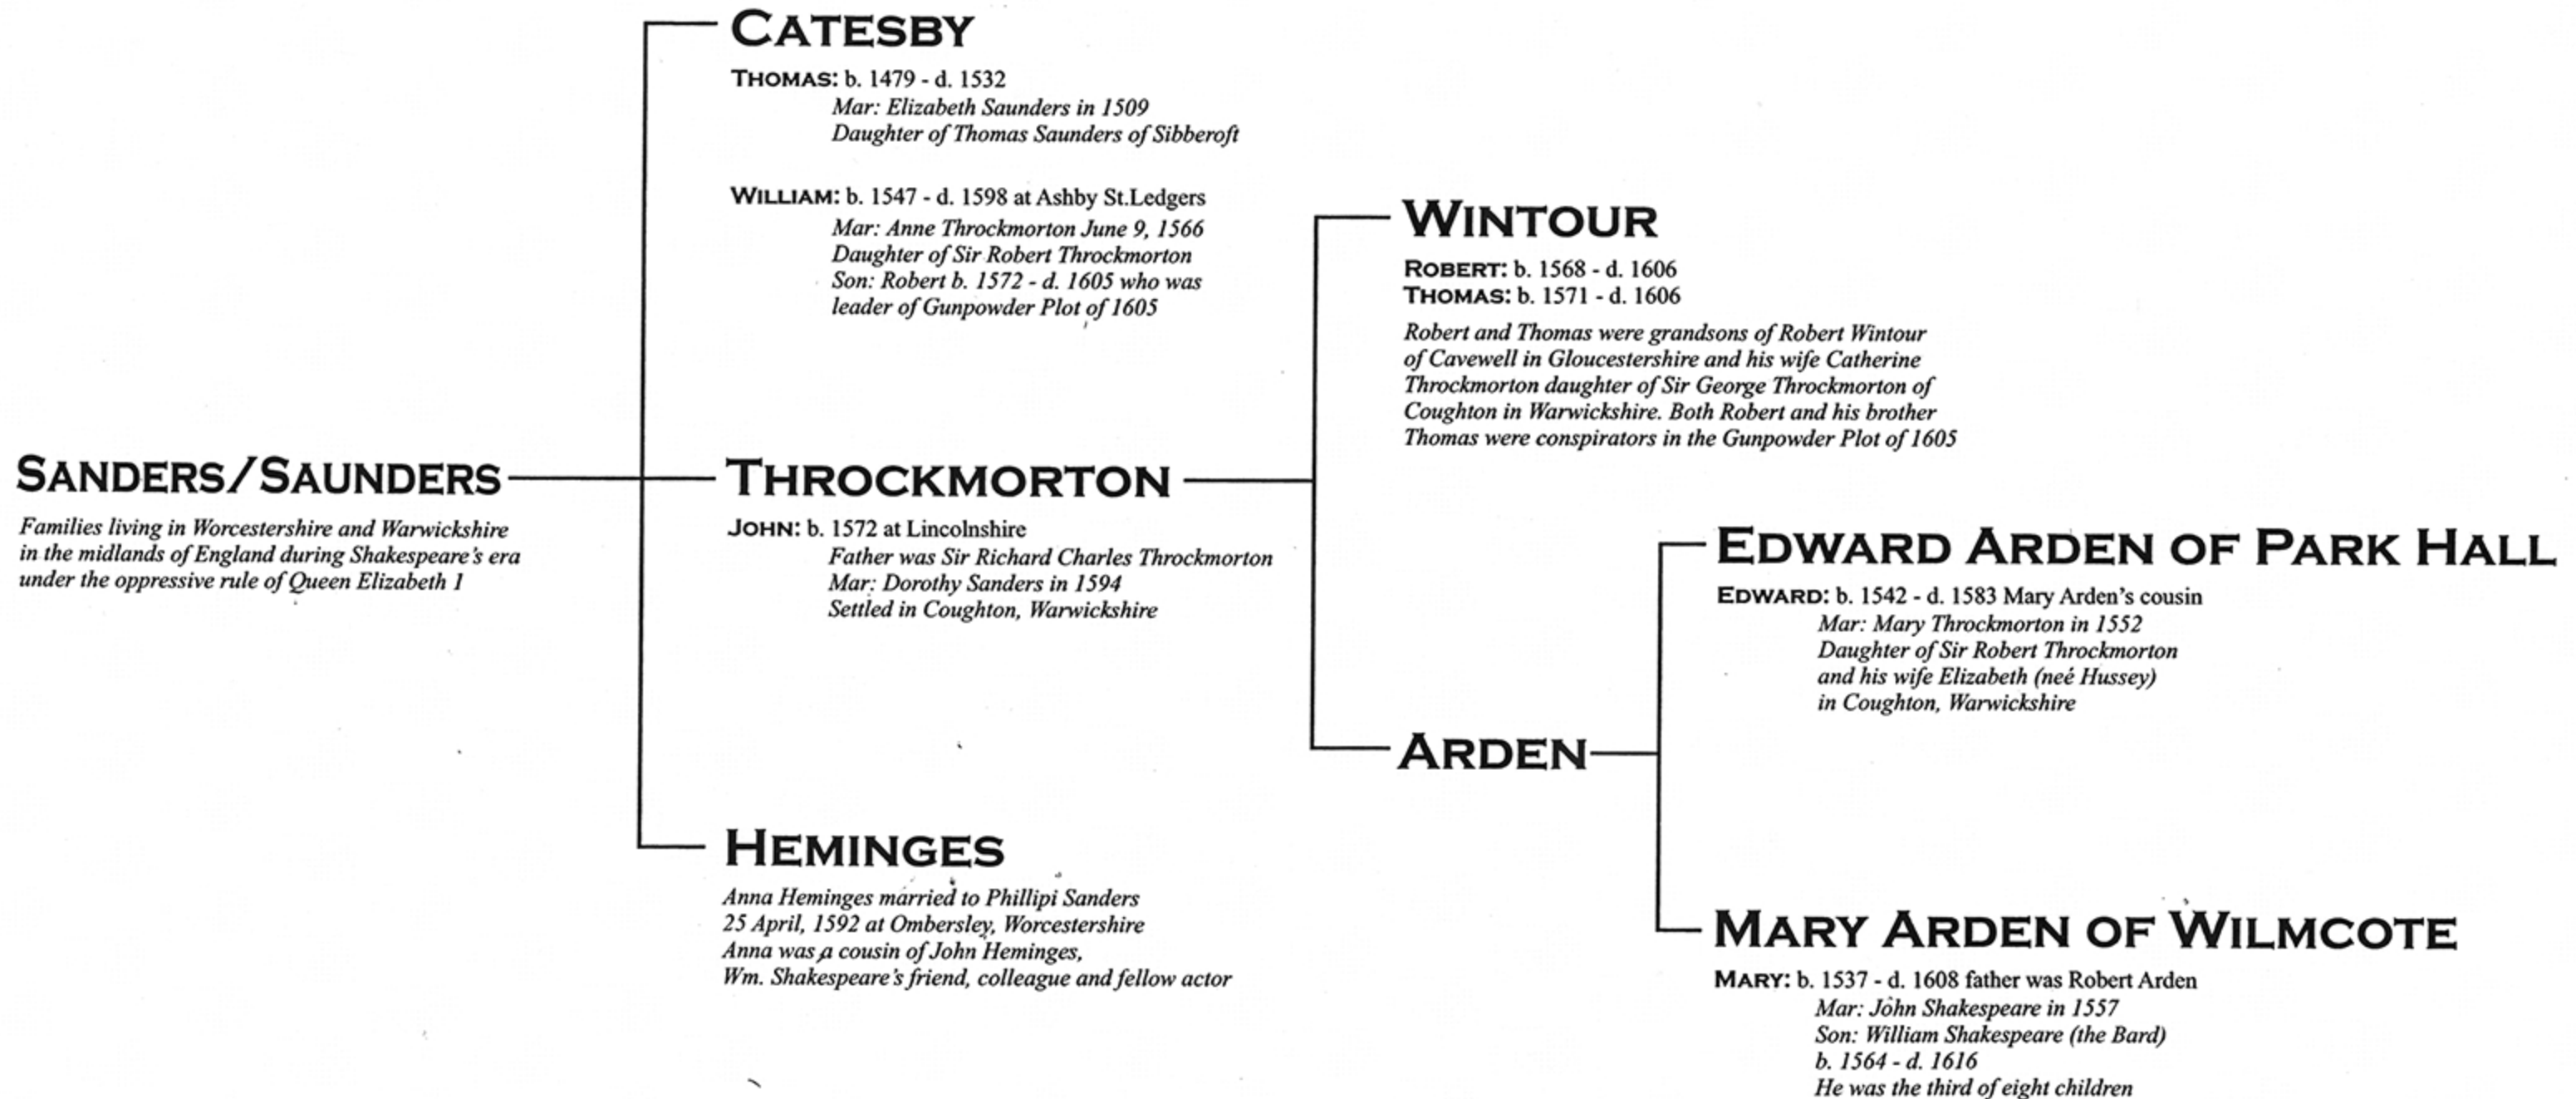 CATESBY
THOMAS: b. 1479 - d. 1532
Mar: Elizabeth Saunders in 1509
Daughter of Thomas Saunders of Sibberoft
WILLIAM: b. 1547 - d. 1598 at Ashby St.Ledgers
Mar: Anne Throckmorton June 9, 1566
Daughter of Sir Robert Throckmorton
Son: Robert b. 1572 - d. 1605 who was
leader of Gunpowder Plot of 1605
WINTOUR
ROBERT: b. 1568 - d. 1606
THOMAS: b. 1571 - d. 1606
Robert and Thomas were grandsons of Robert Wintour
of Cavewell in Gloucestershire and his wife Catherine
Throckmorton daughter of Sir George Throckmorton of
Coughton in Warwickshire. Both Robert and his brother
Thomas were conspirators in the Gunpowder Plot of 1605
SANDERS/SAUNDERS
Families living in Worcestershire and Warwickshire
in the midlands of England during Shakespeare's era
under the oppressive rule of Queen Elizabeth 1
THROCKMORTON
JOHN: b. 1572 at Lincolnshire
Father was Sir Richard Charles Throckmorton
Mar: Dorothy Sanders in 1594
Settled in Coughton, Warwickshire
EDWARD ARDEN OF PARK HALL
EDWARD: b. 1542 - d. 1583 Mary Arden's cousin
Mar: Mary Throckmorton in 1552
Daughter of Sir Robert Throckmorton
and his wife Elizabeth (neé Hussey)
in Coughton, Warwickshire
ARDEN
HEMINGES
Anna Heminges married to Phillipi Sanders
25 April, 1592 at Ombersley, Worcestershire
Anna was a cousin of John Heminges,
Wm. Shakespeare's friend, colleague and fellow actor
MARY ARDEN OF WILMCOTE
MARY: b. 1537 - d. 1608 father was Robert Arden
Mar: John Shakespeare in 1557
Son: William Shakespeare (the Bard)
b. 1564 - d. 1616
He was the third of eight children